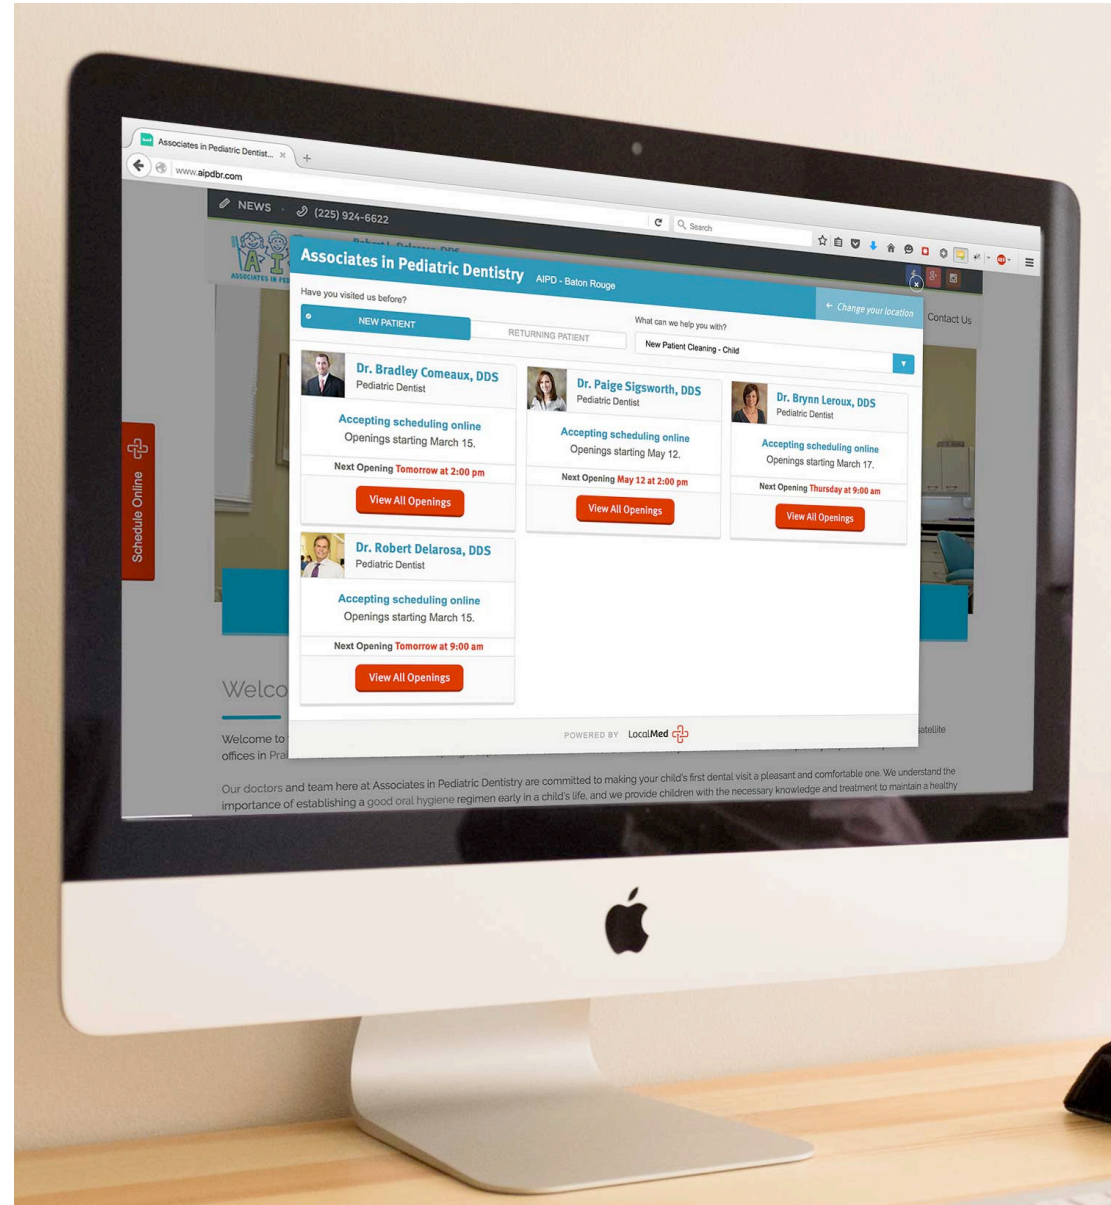 Associates in Pediatric Dentist... × +
www.aipdbr.com
Search
NEWS (225) 924-6622
ASSOCIATES IN PED
Associates in Pediatric Dentistry AIPD - Baton Rouge
← Change your location
Contact Us
Have you visited us before?
What can we help you with?
NEW PATIENT
RETURNING PATIENT
New Patient Cleaning - Child
Dr. Bradley Comeaux, DDS
Pediatric Dentist
Accepting scheduling online
Openings starting March 15.
Next Opening Tomorrow at 2:00 pm
View All Openings
Dr. Paige Sigsworth, DDS
Pediatric Dentist
Accepting scheduling online
Openings starting May 12.
Next Opening May 12 at 2:00 pm
View All Openings
Dr. Brynn Leroux, DDS
Pediatric Dentist
Accepting scheduling online
Openings starting March 17.
Next Opening Thursday at 9:00 am
View All Openings
Dr. Robert Delarosa, DDS
Pediatric Dentist
Accepting scheduling online
Openings starting March 15.
Next Opening Tomorrow at 9:00 am
View All Openings
POWERED BY LocalMed
Schedule Online
Welco
Welcome to
satellite
offices in Prai
Our doctors and team here at Associates in Pediatric Dentistry are committed to making your child's first dental visit a pleasant and comfortable one. We understand the
importance of establishing a good oral hygiene regimen early in a child's life, and we provide children with the necessary knowledge and treatment to maintain a healthy